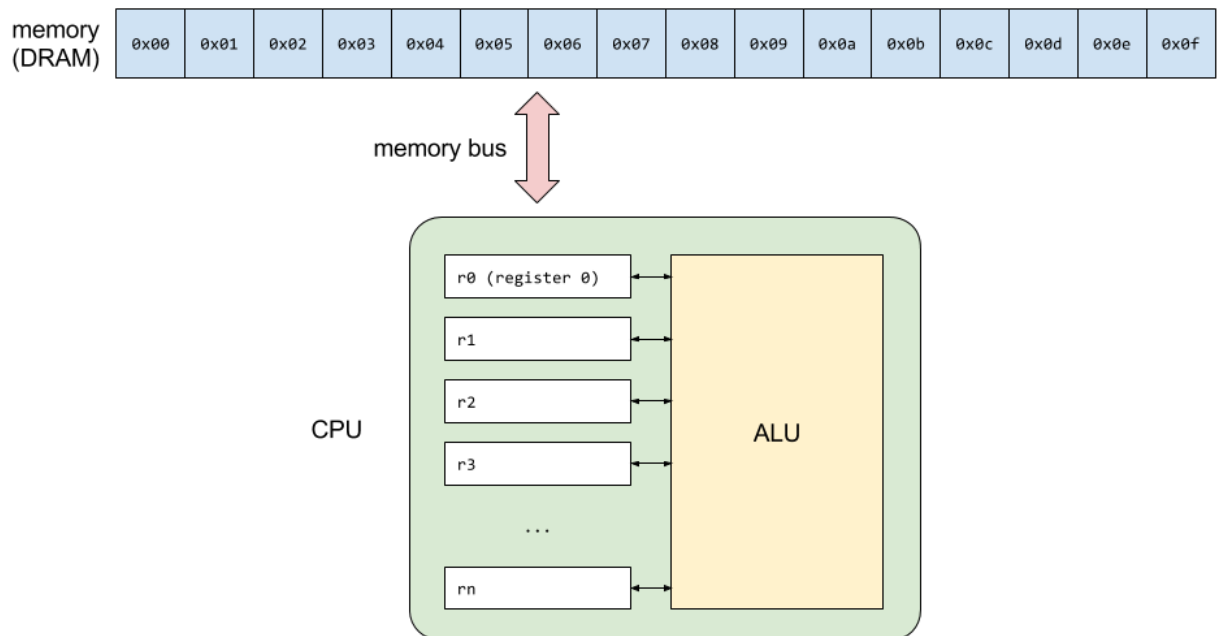 memory
(DRAM)
0x00 0x01 0x02 0x03 0x04 0x05 0x06 0x07 0x08 0x09 0x0a 0x0b 0x0c 0x0d 0x0e 0x0f
memory bus
r0 (register 0)
r1
r2
CPU
ALU
r3
...
rn